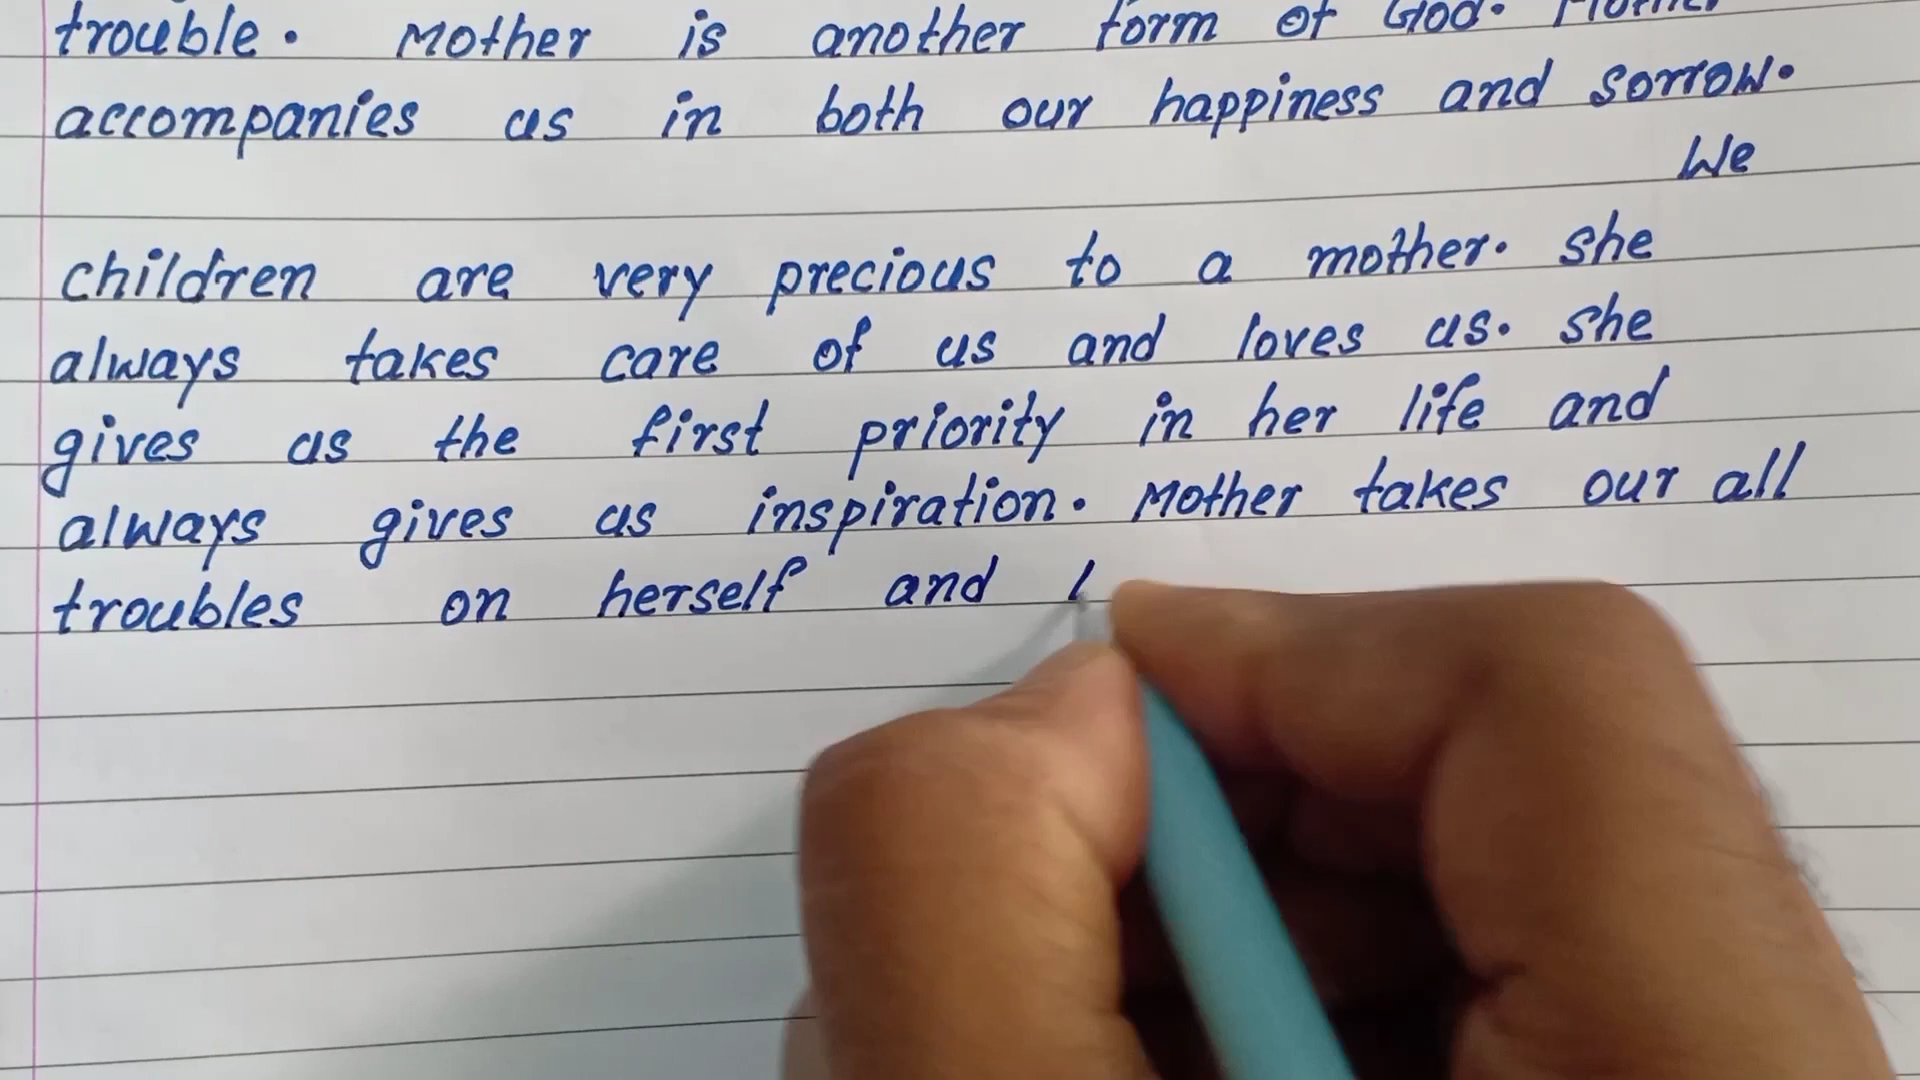 trouble. Mother is another form of God. Mother
accompanies us in both our happiness and sorrow.
We
children are very precious to a mother. She
always takes care of us and loves us. She
gives us the first priority in her life and
always gives us inspiration. Mother takes our all
troubles on herself and